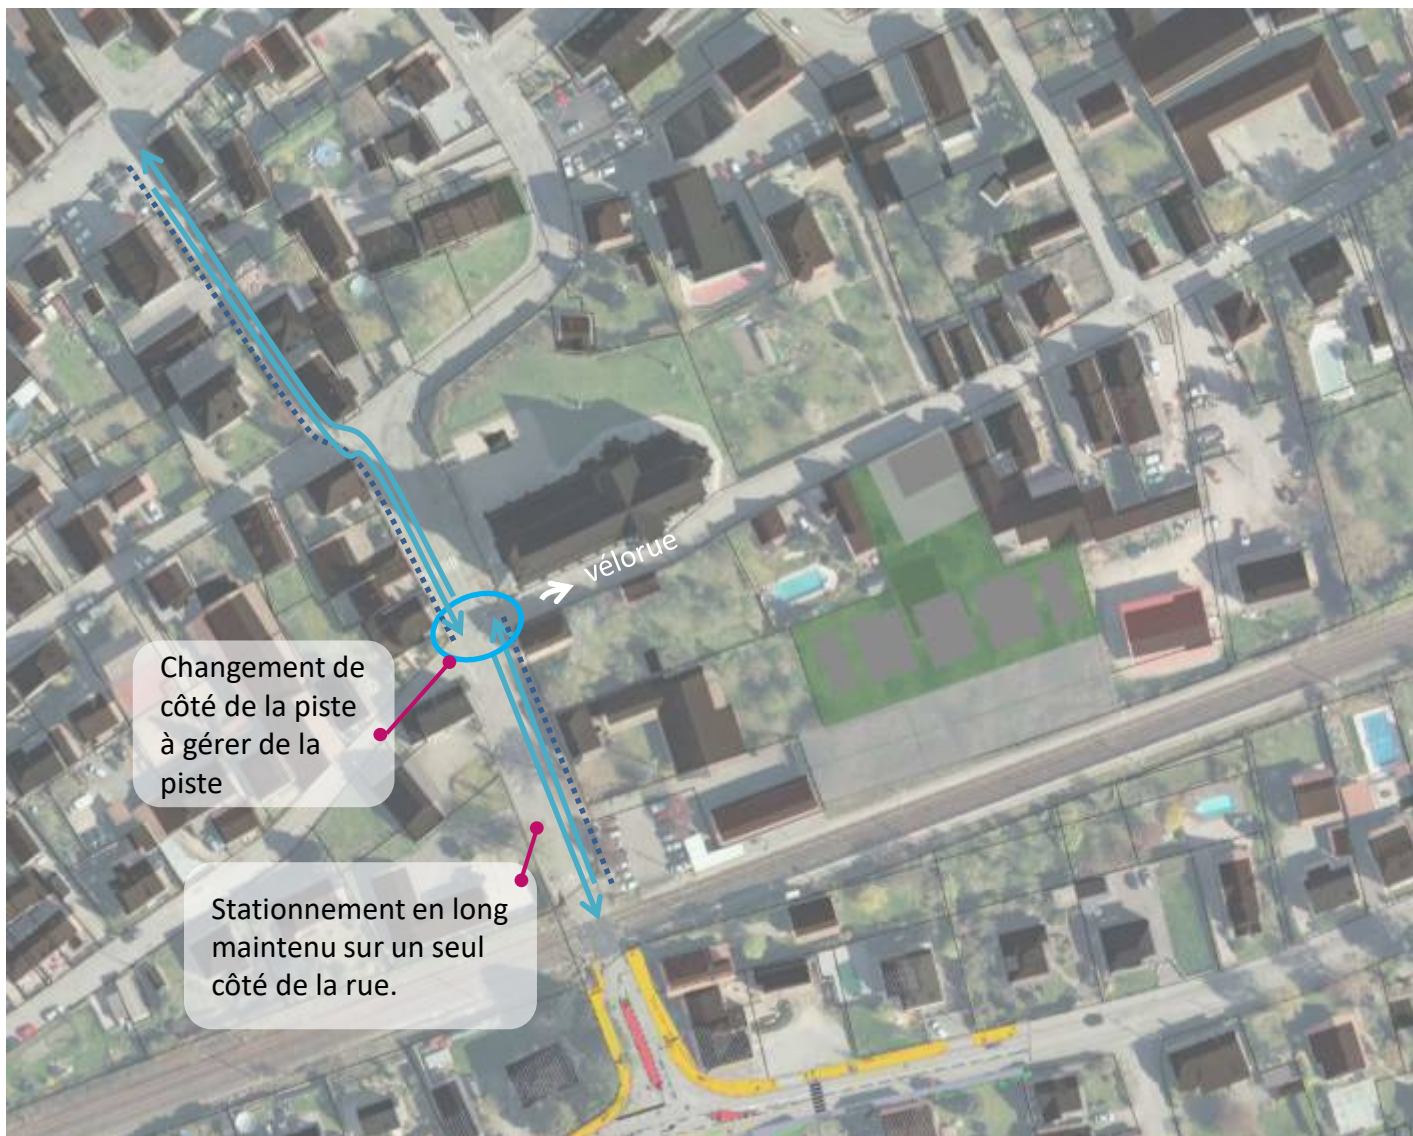 vélorue
Changement de
côté de la piste
à gérer de la
piste
Stationnement en long
maintenu sur un seul
côté de la rue.